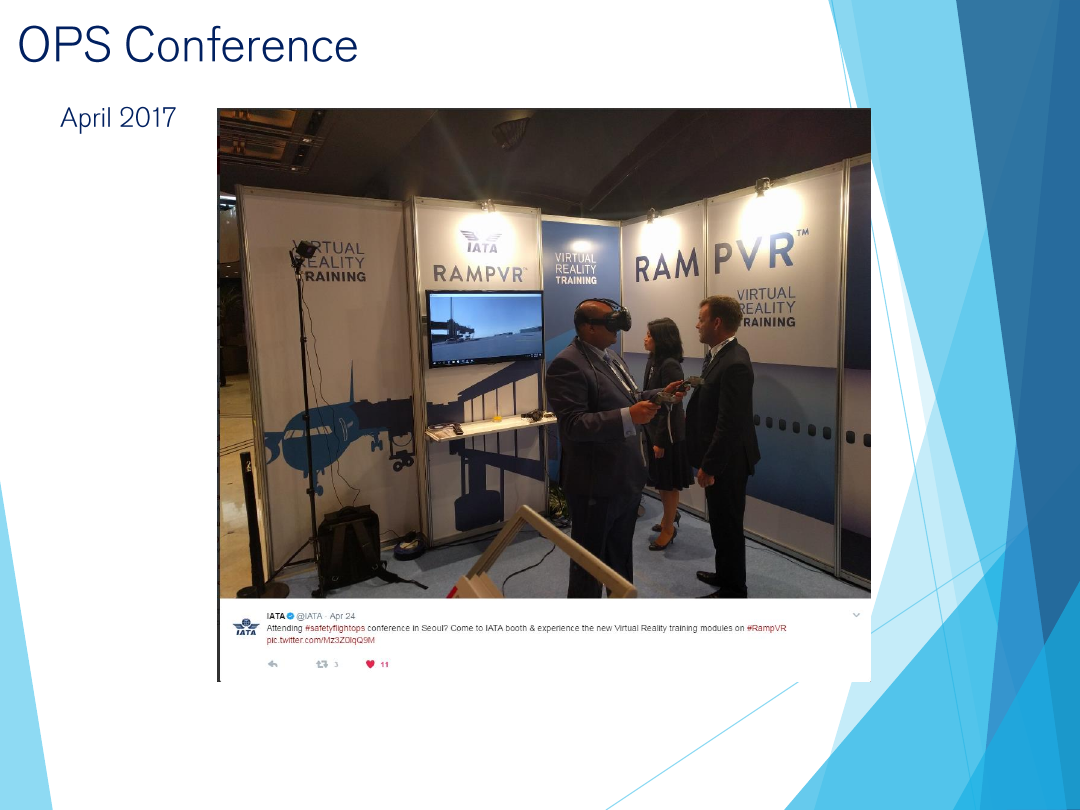 OPS Conference
April 2017
VIRTUAL
REALITY
TRAINING
IATA
RAMPVR™
VIRTUAL
REALITY
TRAINING
RAMPVR™
VIRTUAL
REALITY
TRAINING
IATA
IATA @IATA · Apr 24
Attending #safetyflightops conference in Seoul? Come to IATA booth & experience the new Virtual Reality training modules on #RampVR
pic.twitter.com/Mz3Z0lqQ9M
3
11